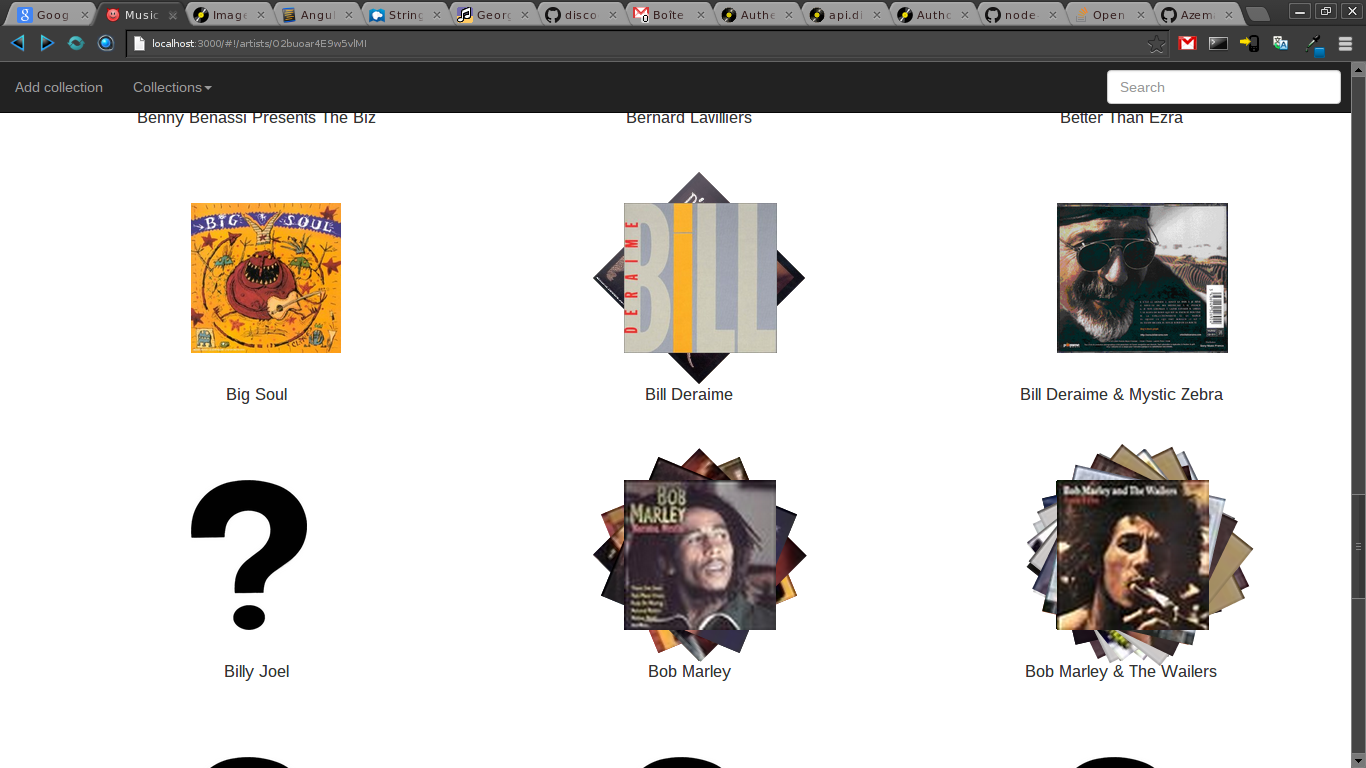 Goog
Music
Image
Angul
String
Georg
disco
Boîte
Authe
api.di
Autho
node
Open
Azema
localhost:3000/#!/artists/O2buoar4E9w5vlMI
Add collection
Collections
Search
Benny Benassi Presents The Biz
Bernard Lavilliers
Better Than Ezra
BIG SOUL
BILL
DERAIME
Big Soul
Bill Deraime
Bill Deraime & Mystic Zebra
BOB
MARLEY
Bob Marley and The Wailers
Billy Joel
Bob Marley
Bob Marley & The Wailers